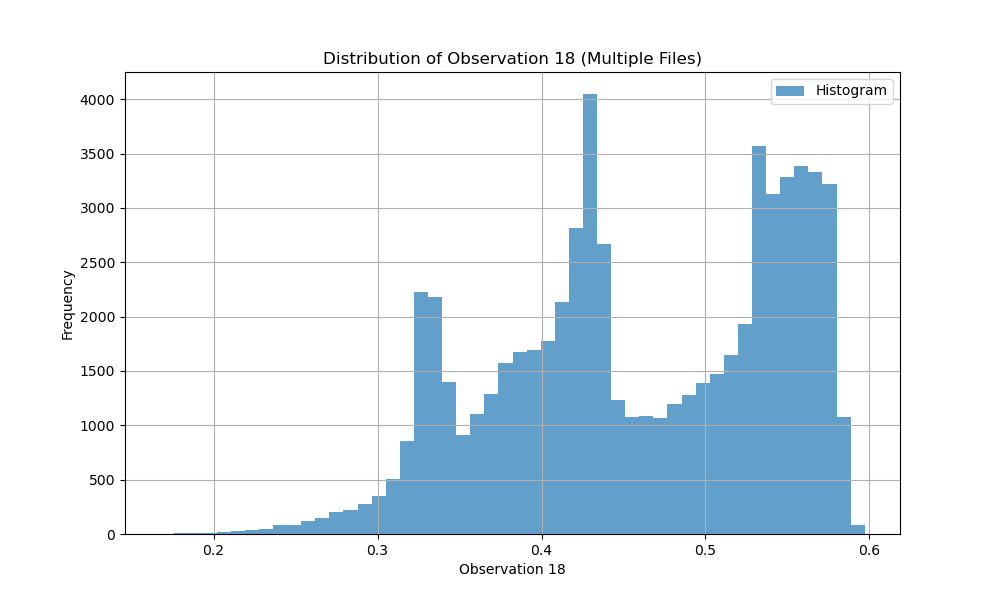 Distribution of Observation 18 (Multiple Files)
Histogram
Frequency
4000
3500
3000
2500
2000
1500
1000
500
0
0.2 0.3 0.4 0.5 0.6
Observation 18